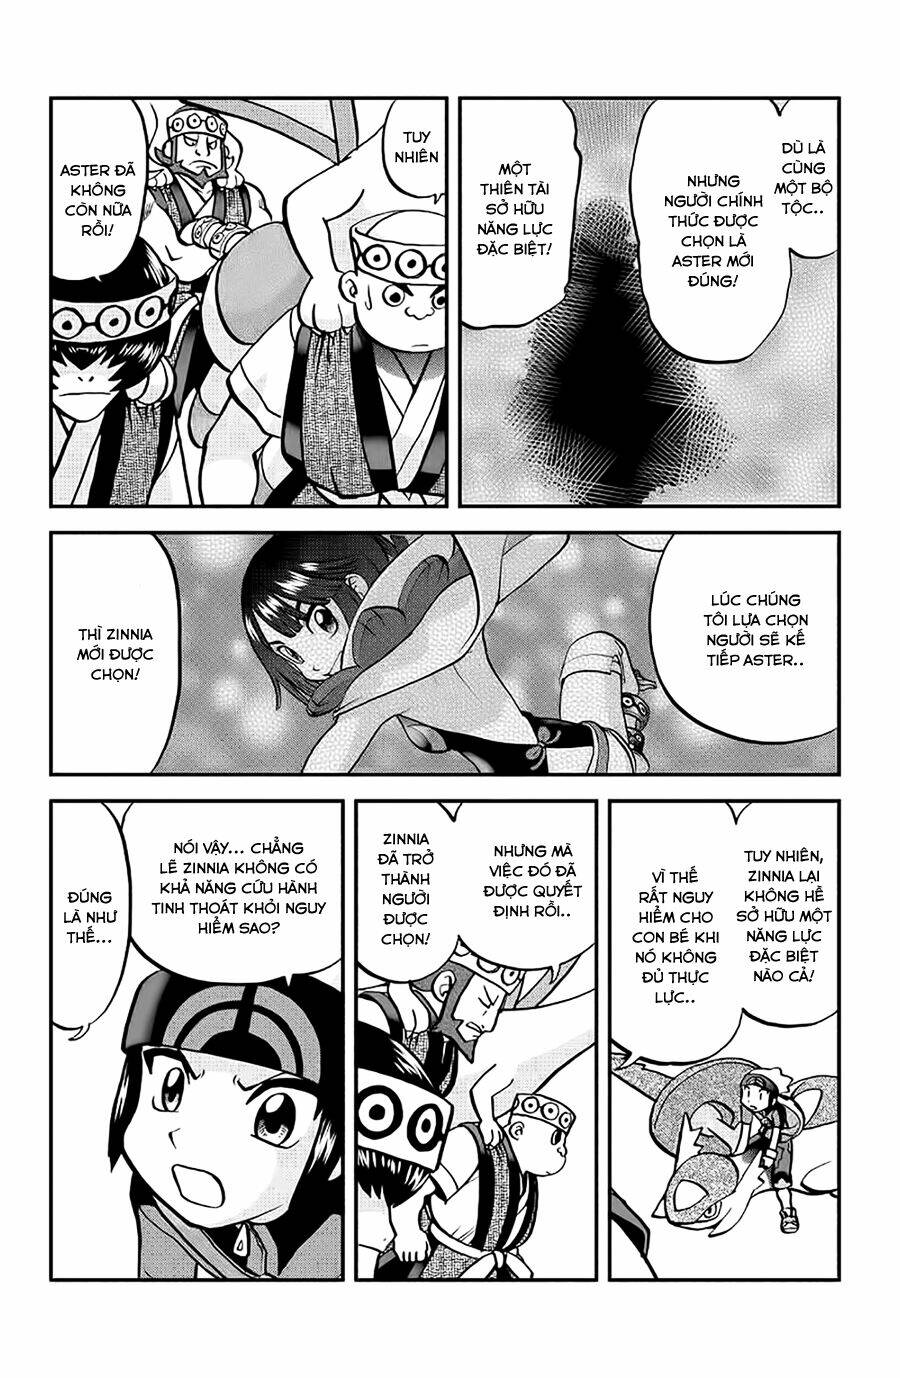 DÙ LÀ
CÙNG
MỘT BỘ
TỘC..
NHƯNG
NGƯỜI CHÍNH
THỨC ĐƯỢC
CHỌN LÀ
ASTER MỚI
ĐÚNG!
MỘT
THIÊN TÀI
SỞ HỮU
NĂNG LỰC
ĐẶC BIỆT!
TUY
NHIÊN
ASTER ĐÃ
KHÔNG
CÒN NỮA
RỒI!
LÚC CHÚNG
TÔI LỰA CHỌN
NGƯỜI SẼ KẾ
TIẾP ASTER..
THÌ ZINNIA
MỚI ĐƯỢC
CHỌN!
TUY NHIÊN,
ZINNIA LẠI
KHÔNG HỀ
SỞ HỮU MỘT
NĂNG LỰC
ĐẶC BIỆT
NÀO CẢ!
VÌ THẾ
RẤT NGUY
HIỂM CHO
CON BÉ KHI
NÓ KHÔNG
ĐỦ THỰC
LỰC..
NHƯNG MÀ
VIỆC ĐÓ ĐÃ
ĐƯỢC QUYẾT
ĐỊNH RỒI..
ZINNIA
ĐÃ TRỞ
THÀNH
NGƯỜI
ĐƯỢC
CHỌN!
NÓI VẬY... CHẲNG
LẼ ZINNIA KHÔNG CÓ
KHẢ NĂNG CỨU HÀNH
TINH THOÁT KHỎI NGUY
HIỂM SAO?
ĐÚNG
LÀ NHƯ
THẾ...